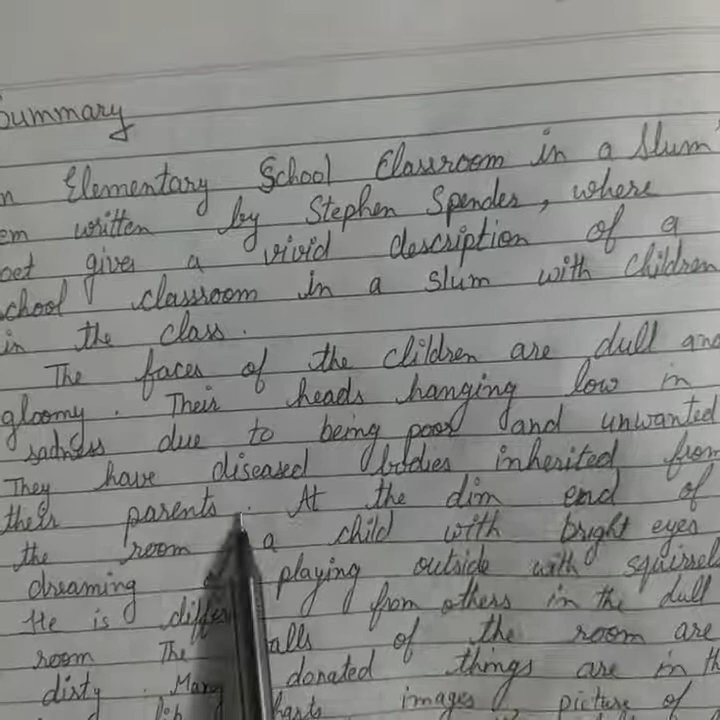 Summary
Elementary School Classroom in a Slum'
written by Stephen Spender, where
gives a vivid description of a
classroom in a slum with children
in the class.
The faces of the children are dull and
gloomy. Their heads hanging low in
sadness due to being poor and unwanted
They have diseased bodies inherited from
their parents. At the dim end of
the room a child with bright eyes
dreaming playing outside with squirrels
He is from others in the dull
room The of the room are
dirty. donated things are in
images, picture of